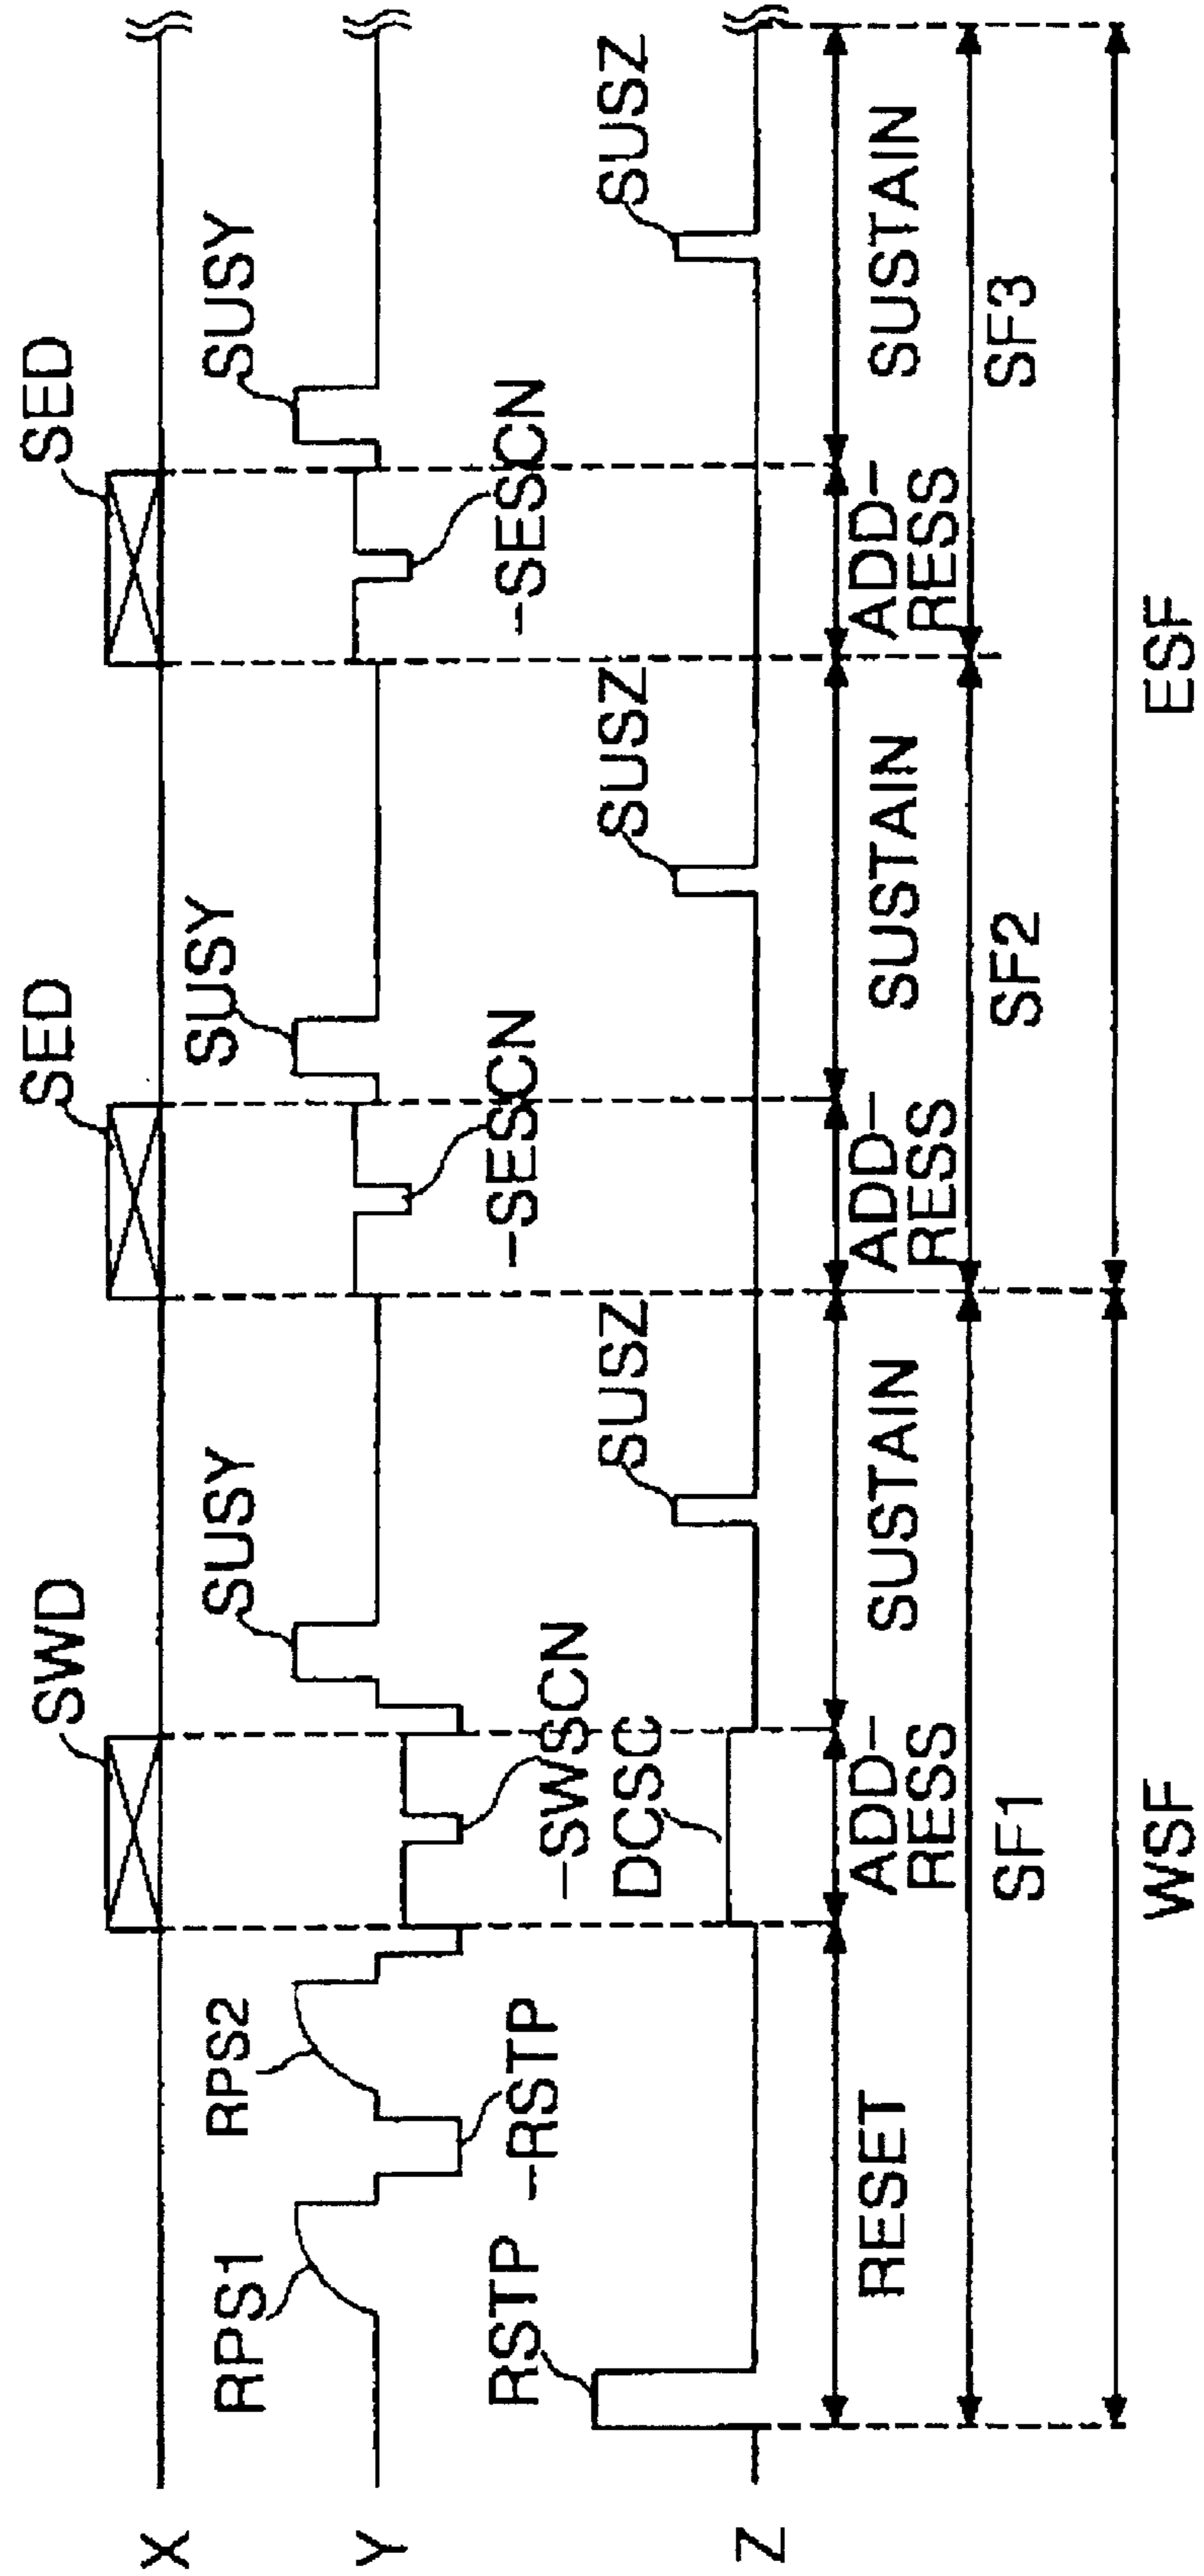 X
SWD
SED
SED
Y
RPS1
RPS2
SUSY
SUSY
SUSY
RSTP
-RSTP
-SWSCN
-SESCN
-SESCN
DCSC
SUSZ
SUSZ
SUSZ
Z
RESET
ADD-
RESS
SUSTAIN
ADD-
RESS
SUSTAIN
ADD-
RESS
SUSTAIN
SF1
SF2
SF3
WSF
ESF